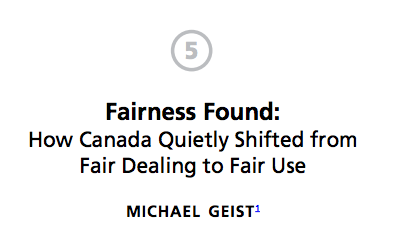 5
Fairness Found:
How Canada Quietly Shifted from
Fair Dealing to Fair Use
MICHAEL GEIST1